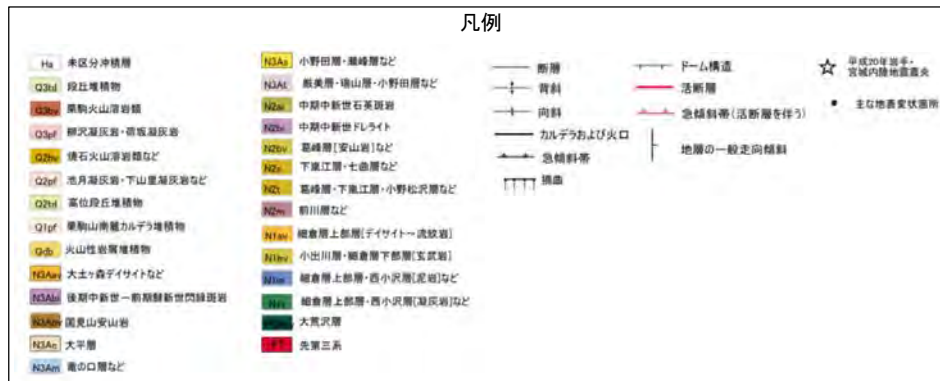 凡例
Ha 未区分沖積層
Q3tl 段丘堆積物
栗駒火山溶岩類
Q3pf 柳沢凝灰岩・荷坂凝灰岩
Q2bv 焼石火山溶岩類など
Q2pf 池月凝灰岩・下山里凝灰岩など
Q2tl 高位段丘堆積物
Q1pf 栗駒山南麓カルデラ堆積物
Qdb 火山性岩屑堆積物
N3Aav 大土ヶ森デイサイトなど
N3Abi 後期中新世－前期鮮新世閃緑斑岩
国見山安山岩
N3An 大平層
N3Am 竜の口層など
N3As 小野田層・瀬峰層など
N3At 厳美層・瑞山層・小野田層など
N2ai 中期中新世石英斑岩
N2bi 中期中新世ドレライト
N2bv 葛峰層[安山岩]など
N2s 下嵐江層・七曲層など
N2t 葛峰層・下嵐江層・小野松沢層など
N2m 前川層など
N1av 細倉層上部層[デイサイト～流紋岩]
N1bv 小出川層・細倉層下部層[玄武岩]
N1m 細倉層上部層・西小沢層[泥岩]など
細倉層上部層・西小沢層[凝灰岩]など
大荒沢層
PT 先第三系
断層
背斜
向斜
カルデラおよび火口
急傾斜帯
撓曲
ドーム構造
活断層
急傾斜帯(活断層を伴う)
地層の一般走向傾斜
平成20年岩手・
宮城内陸地震震央
主な地表変状箇所